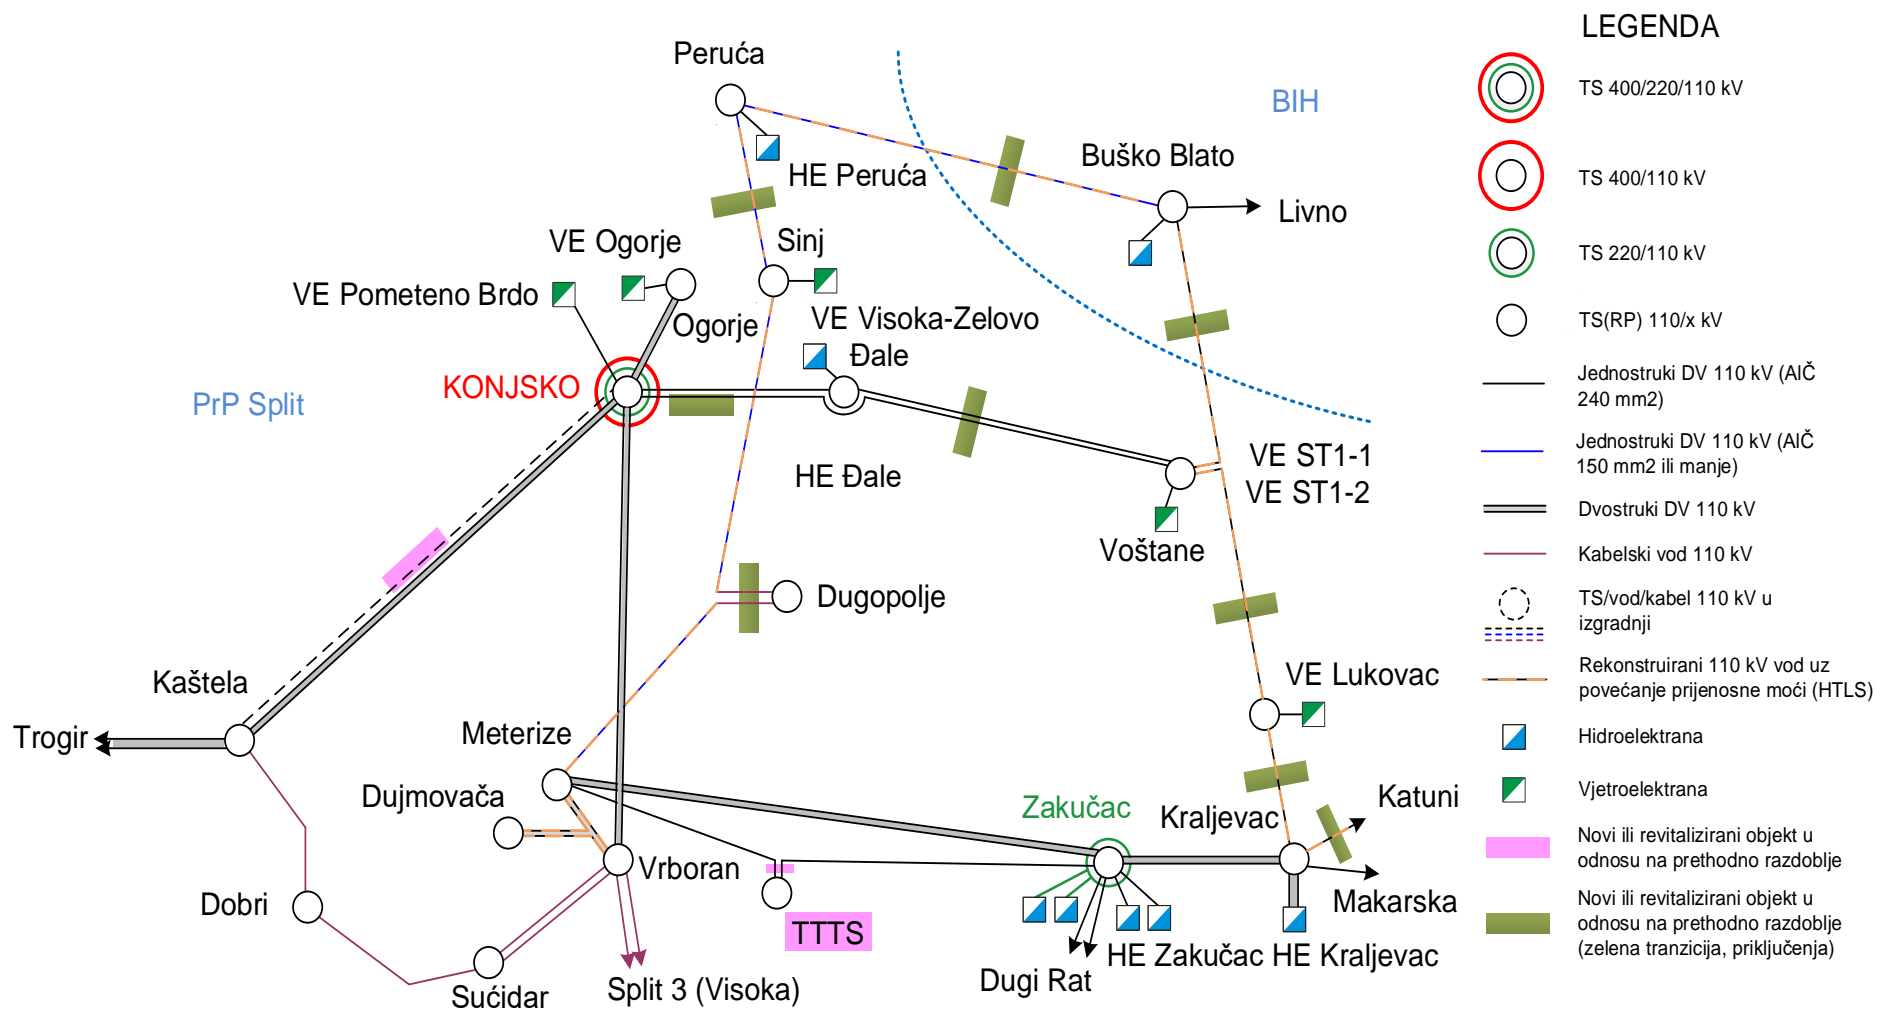 LEGENDA
Peruća
TS 400/220/110 kV
BIH
Buško Blato
HE Peruća
TS 400/110 kV
Livno
VE Ogorje
Sinj
TS 220/110 kV
VE Pometeno Brdo
Ogorje
VE Visoka-Zelovo
Đale
TS(RP) 110/x kV
KONJSKO
PrP Split
Jednostruki DV 110 kV (AlČ
240 mm2)
Jednostruki DV 110 kV (AlČ
150 mm2 ili manje)
VE ST1-1
VE ST1-2
HE Đale
Dvostruki DV 110 kV
Voštane
Kabelski vod 110 kV
Dugopolje
TS/vod/kabel 110 kV u
izgradnji
Kaštela
VE Lukovac
Rekonstruirani 110 kV vod uz
povećanje prijenosne moći (HTLS)
Trogir
Meterize
Hidroelektrana
Dujmovača
Zakučac
Kraljevac
Katuni
Vjetroelektrana
Vrboran
Novi ili revitalizirani objekt u
odnosu na prethodno razdoblje
Dobri
TTTS
Makarska
Novi ili revitalizirani objekt u
odnosu na prethodno razdoblje
(zelena tranzicija, priključenja)
HE Zakučac
HE Kraljevac
Dugi Rat
Sućidar
Split 3 (Visoka)